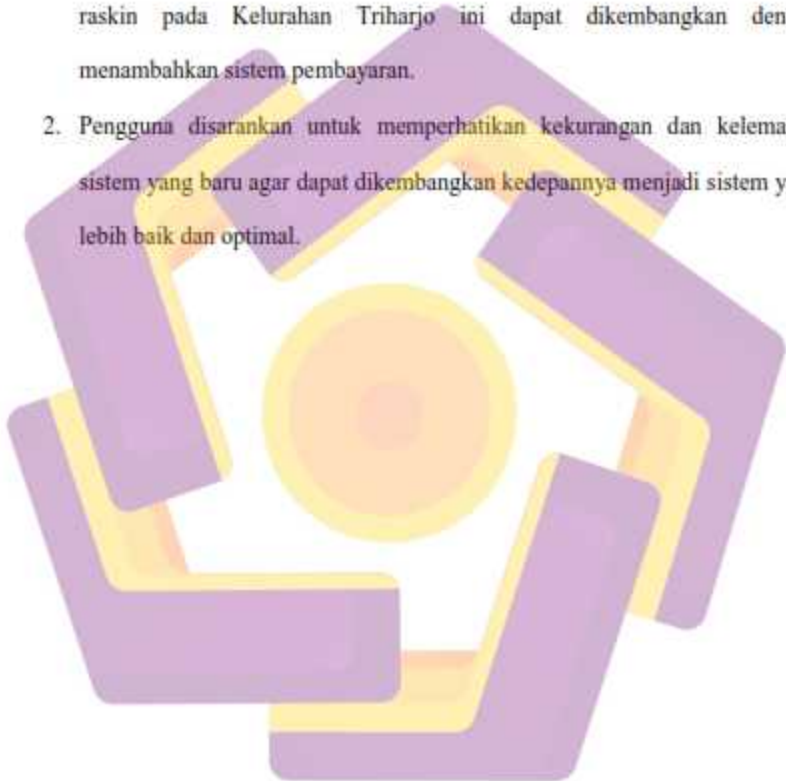 raskin pada Kelurahan Triharjo ini dapat dikembangkan den
menambahkan sistem pembayaran.
2. Pengguna disarankan untuk memperhatikan kekurangan dan kelema
sistem yang baru agar dapat dikembangkan kedepannya menjadi sistem y
lebih baik dan optimal.